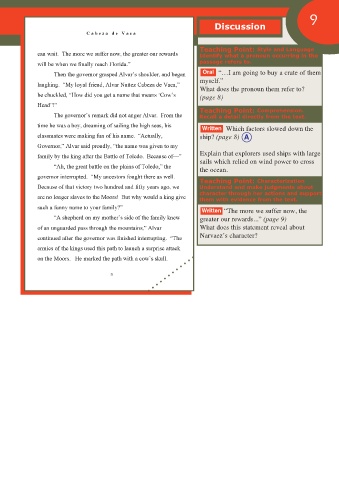 Cabeza de Vaca
can wait. The more we suffer now, the greater our rewards
will be when we finally reach Florida."
Then the governor grasped Alvar's shoulder, and began
laughing. "My loyal friend, Alvar Nuñez Cabeza de Vaca,"
he chuckled, "How did you get a name that means 'Cow's
Head'?"
The governor's remark did not anger Alvar. From the
time he was a boy, dreaming of sailing the high seas, his
classmates were making fun of his name. "Actually,
Governor," Alvar said proudly, "the name was given to my
family by the king after the Battle of Toledo. Because of—"
"Ah, the great battle on the plains of Toledo," the
governor interrupted. "My ancestors fought there as well.
Because of that victory two hundred and fifty years ago, we
are no longer slaves to the Moors! But why would a king give
such a funny name to your family?"
"A shepherd on my mother's side of the family knew
of an unguarded pass through the mountains," Alvar
continued after the governor was finished interrupting. "The
armies of the kings used this path to launch a surprise attack
on the Moors. He marked the path with a cow's skull.
9
Discussion
9
Oral "…I am going to buy a crate of them
myself."
What does the pronoun them refer to?
(page 8)
Written Which factors slowed down the
ship? (page 8) A
Explain that explorers used ships with large
sails which relied on wind power to cross
the ocean.
Written "The more we suffer now, the
greater our rewards..." (page 9)
What does this statement reveal about
Narvaez's character?